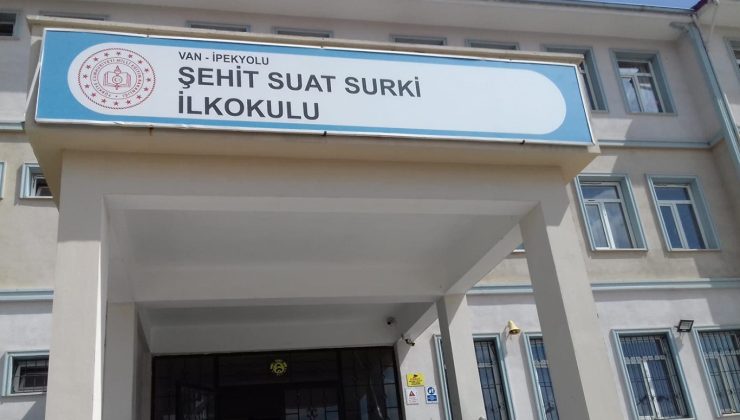 VAN - İPEKYOLU
ŞEHİT SUAT SURKİ
İLKOKULU